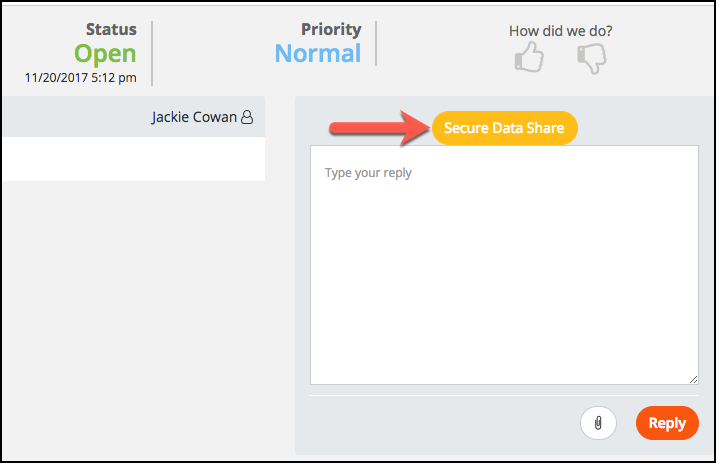 Status
Open
11/20/2017 5:12 pm
Priority
Normal
How did we do?
Jackie Cowan
Secure Data Share
Type your reply
Reply